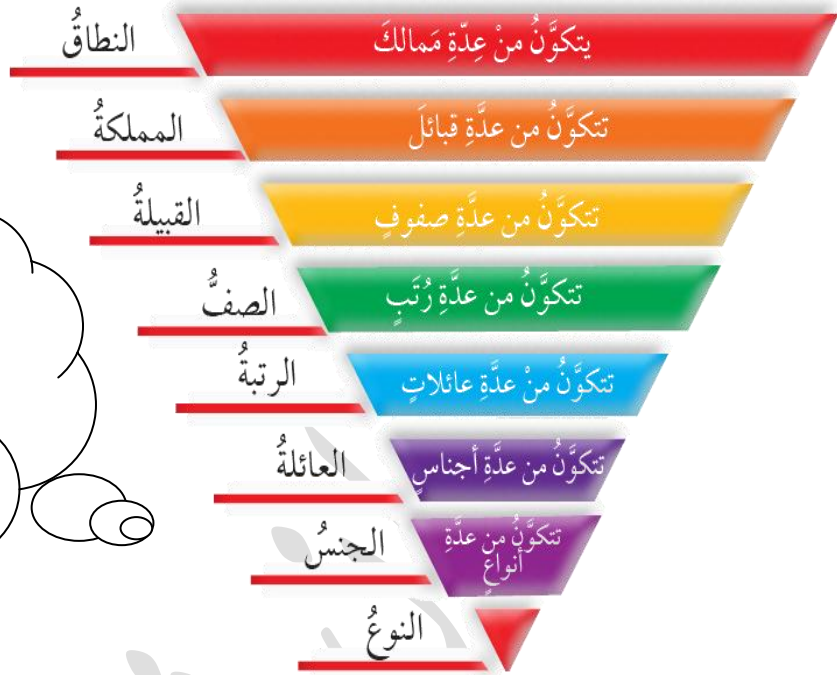 يتكوَّنُ منْ عِدّةِ مَمالكَ
النطاقُ
تتكوَّنُ من عدَّةِ قبائلَ
المملكةُ
تتكوَّنُ من عدَّةِ صفوفٍ
القبيلةُ
تتكوَّنُ من عدَّةِ رُتَبٍ
الصفُّ
تتكوَّنُ منْ عدَّةِ عائلاتٍ
الرتبةُ
تتكوَّنُ من عدَّةِ أجناسٍ
العائلةُ
تتكوَّنُ من عدَّةِ
أنواعٍ
الجنسُ
النوعُ